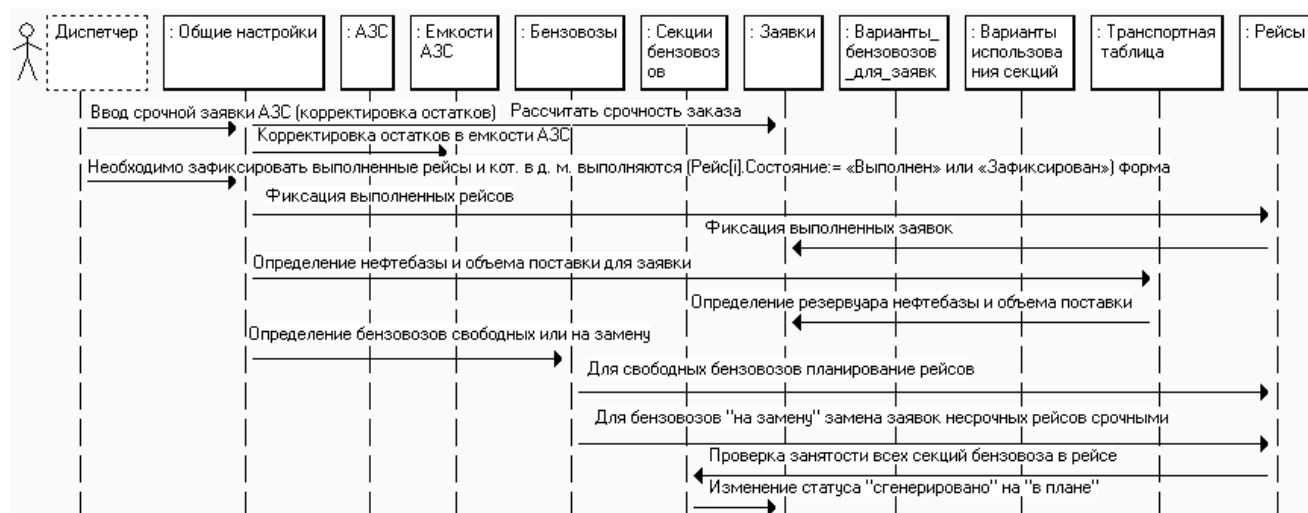 Диспетчер
: Общие настройки
: АЗС
: Емкости
АЗС
: Бензовозы
: Секции
бензовоз
ов
: Заявки
: Варианты_
бензовозов
_для_заявк
: Варианты
использова
ния секций
: Транспортная
таблица
: Рейсы
Ввод срочной заявки АЗС (корректировка остатков)
Рассчитать срочность заказа
Корректировка остатков в емкости АЗС
Необходимо зафиксировать выполненные рейсы и кот. в д. м. выполняются (Рейс[i].Состояние:= «Выполнен» или «Зафиксирован») форма
Фиксация выполненных рейсов
Фиксация выполненных заявок
Определение нефтебазы и объема поставки для заявки
Определение резервуара нефтебазы и объема поставки
Определение бензовозов свободных или на замену
Для свободных бензовозов планирование рейсов
Для бензовозов "на замену" замена заявок несрочных рейсов срочными
Проверка занятости всех секций бензовоза в рейсе
Изменение статуса "сгенерировано" на "в плане"